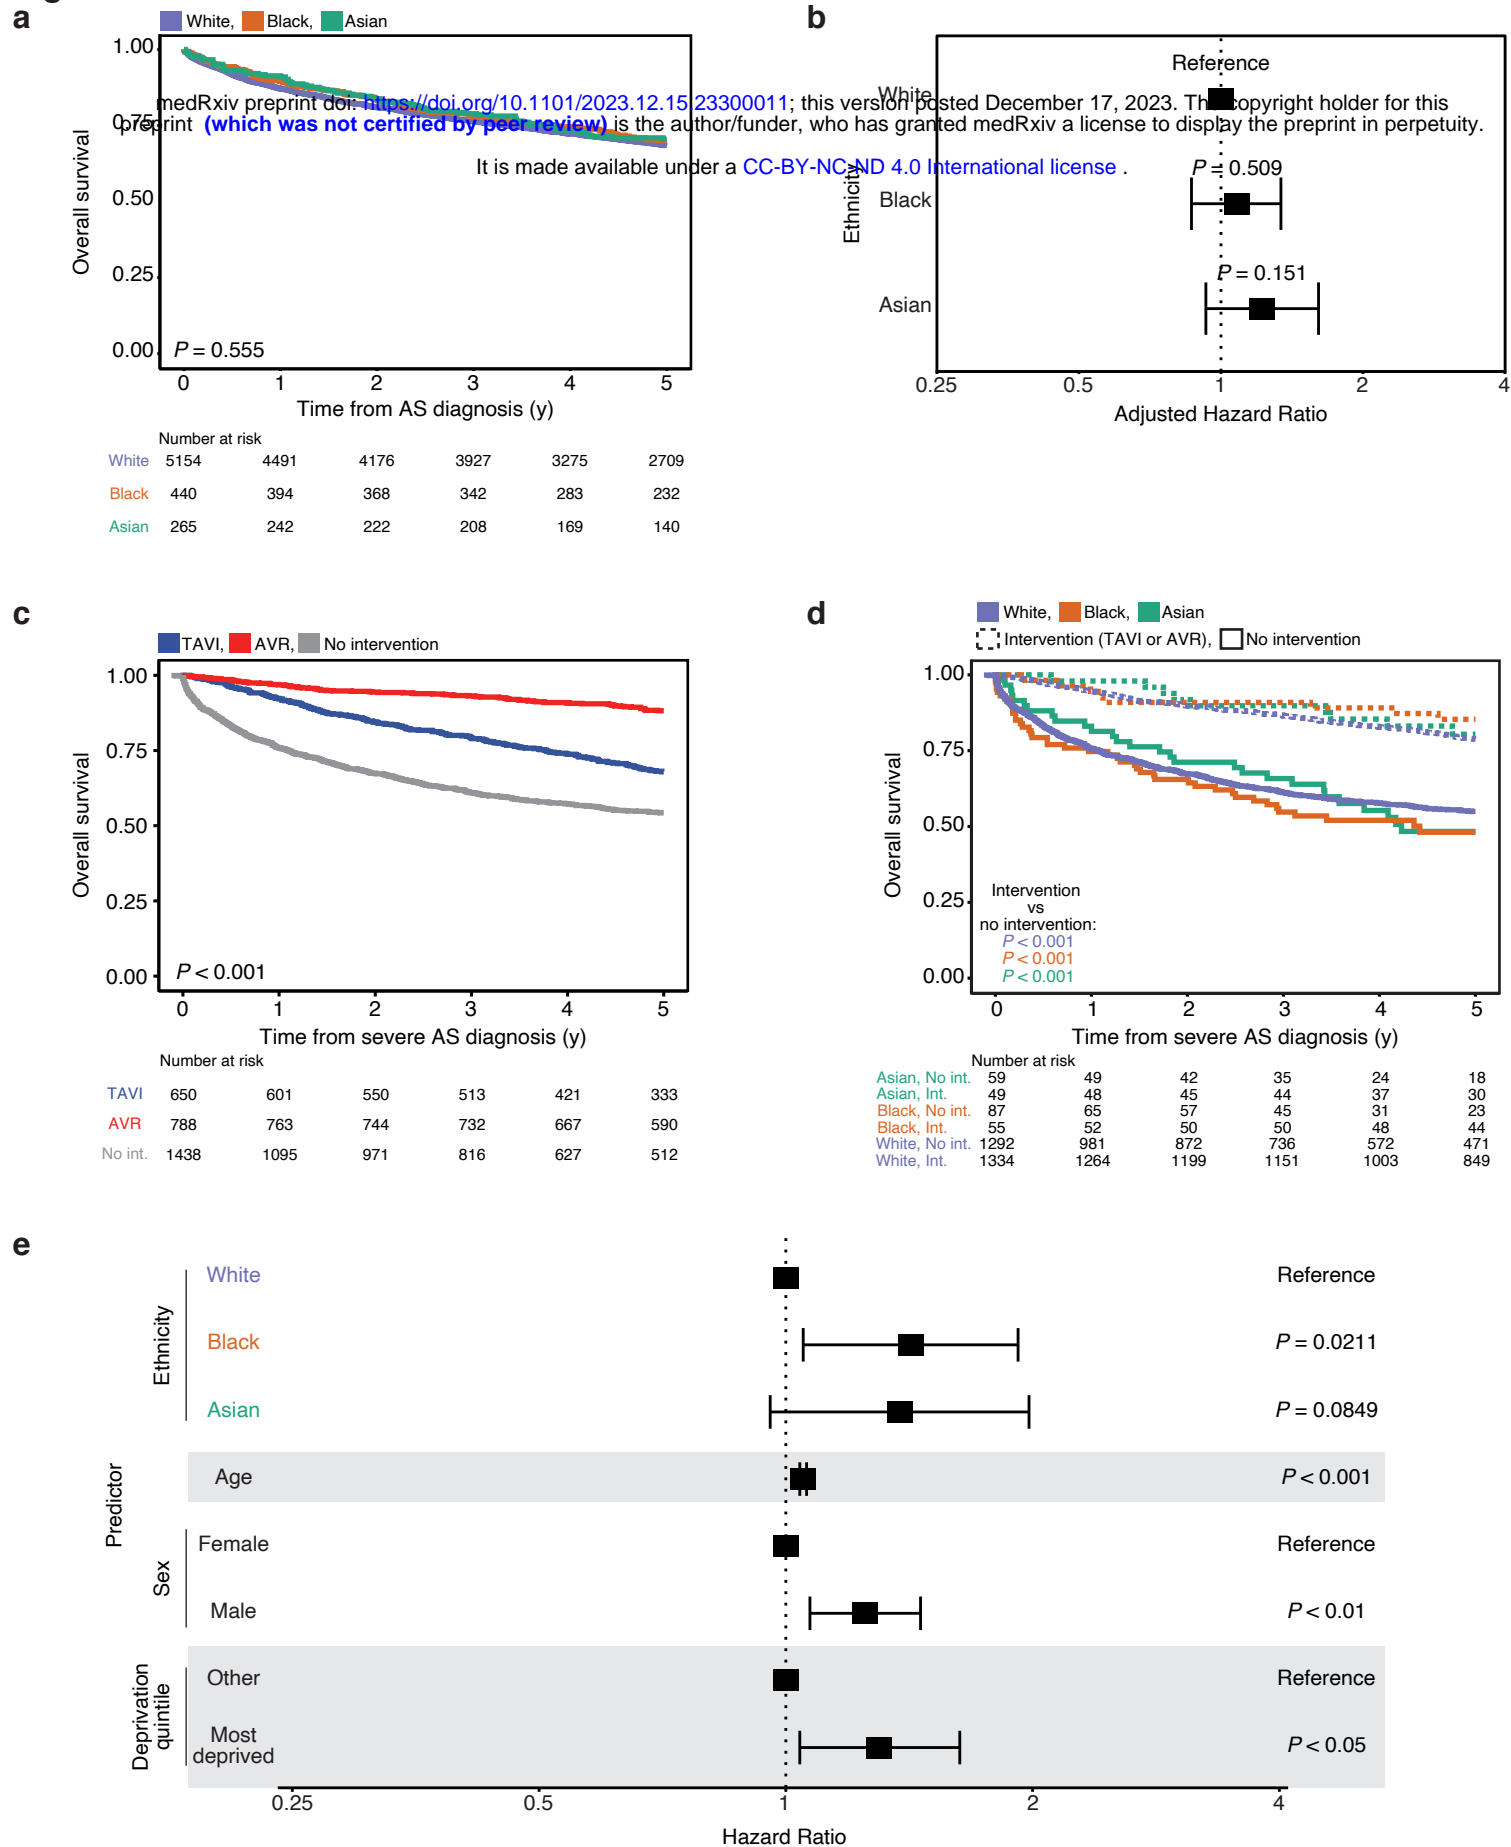 a
White, Black, Asian
1.00
0.75
0.50
0.25
0.00
Overall survival
P = 0.555
0 1 2 3 4 5
Time from AS diagnosis (y)
Number at risk
White 5154 4491 4176 3927 3275 2709
Black 440 394 368 342 283 232
Asian 265 242 222 208 169 140
b
Reference
White
P = 0.509
Black
P = 0.151
Asian
Ethnicity
0.25 0.5 1 2 4
Adjusted Hazard Ratio
medRxiv preprint doi: https://doi.org/10.1101/2023.12.15.23300011; this version posted December 17, 2023. The copyright holder for this
preprint (which was not certified by peer review) is the author/funder, who has granted medRxiv a license to display the preprint in perpetuity.
It is made available under a CC-BY-NC-ND 4.0 International license .
c
TAVI, AVR, No intervention
1.00
0.75
0.50
0.25
0.00
Overall survival
P < 0.001
0 1 2 3 4 5
Time from severe AS diagnosis (y)
Number at risk
TAVI 650 601 550 513 421 333
AVR 788 763 744 732 667 590
No int. 1438 1095 971 816 627 512
d
White, Black, Asian
Intervention (TAVI or AVR), No intervention
1.00
0.75
0.50
0.25
0.00
Overall survival
Intervention
vs
no intervention:
P < 0.001
P < 0.001
P < 0.001
0 1 2 3 4 5
Time from severe AS diagnosis (y)
Number at risk
Asian, No int. 59 49 42 35 24 18
Asian, Int. 49 48 45 44 37 30
Black, No int. 87 65 57 45 31 23
Black, Int. 55 52 50 50 48 44
White, No int. 1292 981 872 736 572 471
White, Int. 1334 1264 1199 1151 1003 849
e
Predictor
Ethnicity
White Reference
Black P = 0.0211
Asian P = 0.0849
Age P < 0.001
Sex
Female Reference
Male P < 0.01
Deprivation
quintile
Other Reference
Most
deprived P < 0.05
0.25 0.5 1 2 4
Hazard Ratio